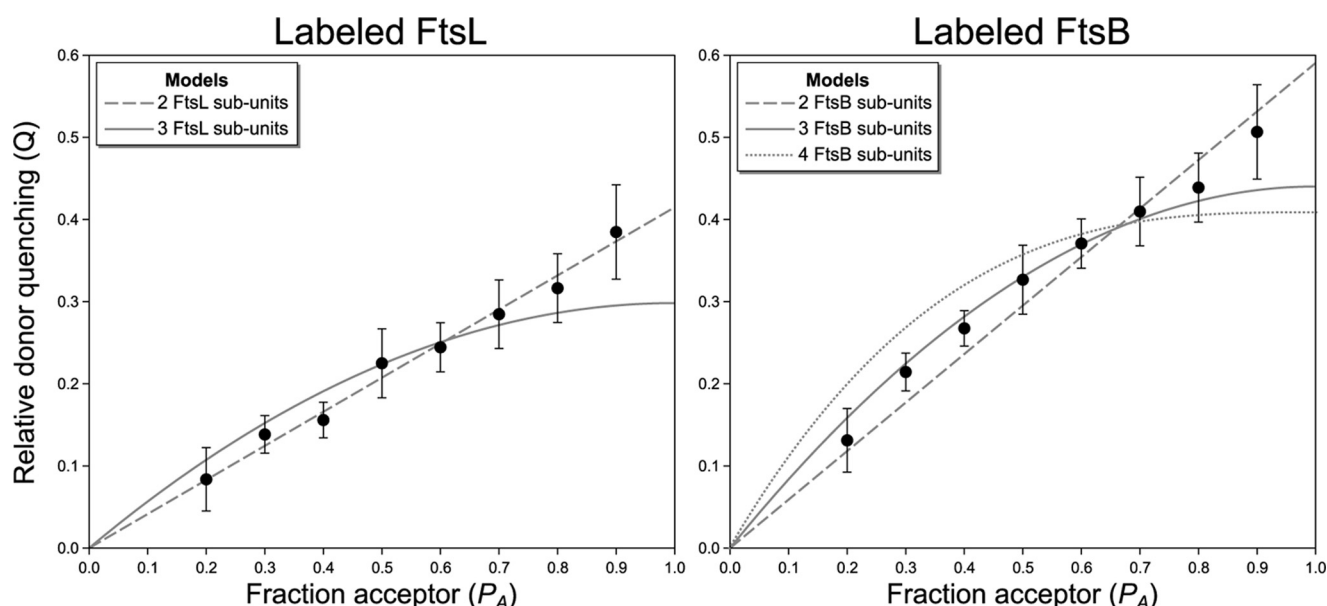 Labeled FtsL
Relative donor quenching (Q)
0.6
0.5
0.4
0.3
0.2
0.1
0.0
Models
2 FtsL sub-units
3 FtsL sub-units
0.0 0.1 0.2 0.3 0.4 0.5 0.6 0.7 0.8 0.9 1.0
Fraction acceptor (P_A)
Labeled FtsB
0.6
0.5
0.4
0.3
0.2
0.1
0.0
Models
2 FtsB sub-units
3 FtsB sub-units
4 FtsB sub-units
0.0 0.1 0.2 0.3 0.4 0.5 0.6 0.7 0.8 0.9 1.0
Fraction acceptor (P_A)